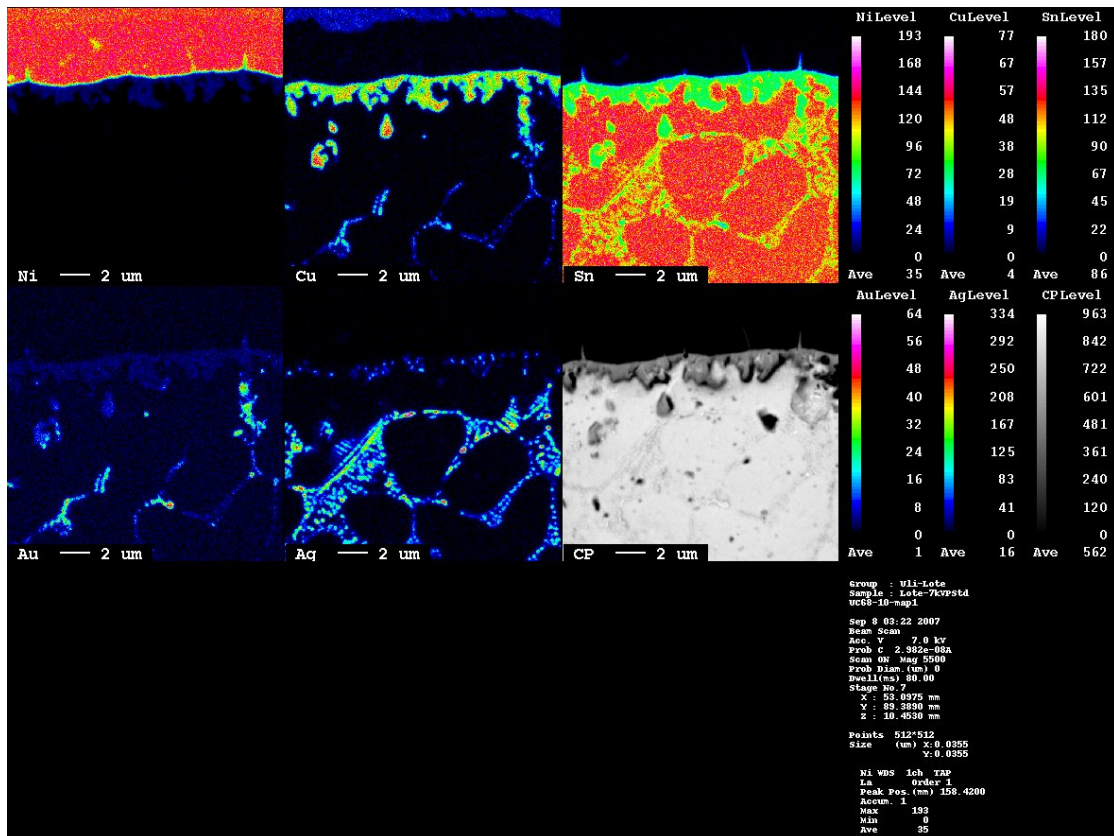 NiLevel CuLevel SnLevel
193 77 180
168 67 157
144 57 135
120 48 112
96 38 90
72 28 67
48 19 45
24 9 22
0 0 0
Ave 35 Ave 4 Ave 86
Ni 2 um Cu 2 um Sn 2 um
AuLevel AgLevel CPLevel
64 334 963
56 292 842
48 250 722
40 208 601
32 167 481
24 125 361
16 83 240
8 41 120
0 0 0
Ave 1 Ave 16 Ave 562
Au 2 um Ag 2 um CP 2 um
Group : Uli-Lote
Sample : Lote-7kVPStd
UC68-10-map1
Sep 8 03:22 2007
Beam Scan
Acc. V 7.0 kV
Prob C 2.982e-08A
Scan ON Mag 5500
Prob Diam.(um) 0
Dwell(ms) 80.00
Stage No.7
X : 53.0975 mm
Y : 89.3890 mm
Z : 10.4530 mm
Points 512*512
Size (um) X:0.0355
Y:0.0355
Ni WDS 1ch TAP
La Order 1
Peak Pos.(mm) 158.4200
Accum. 1
Max 193
Min 0
Ave 35